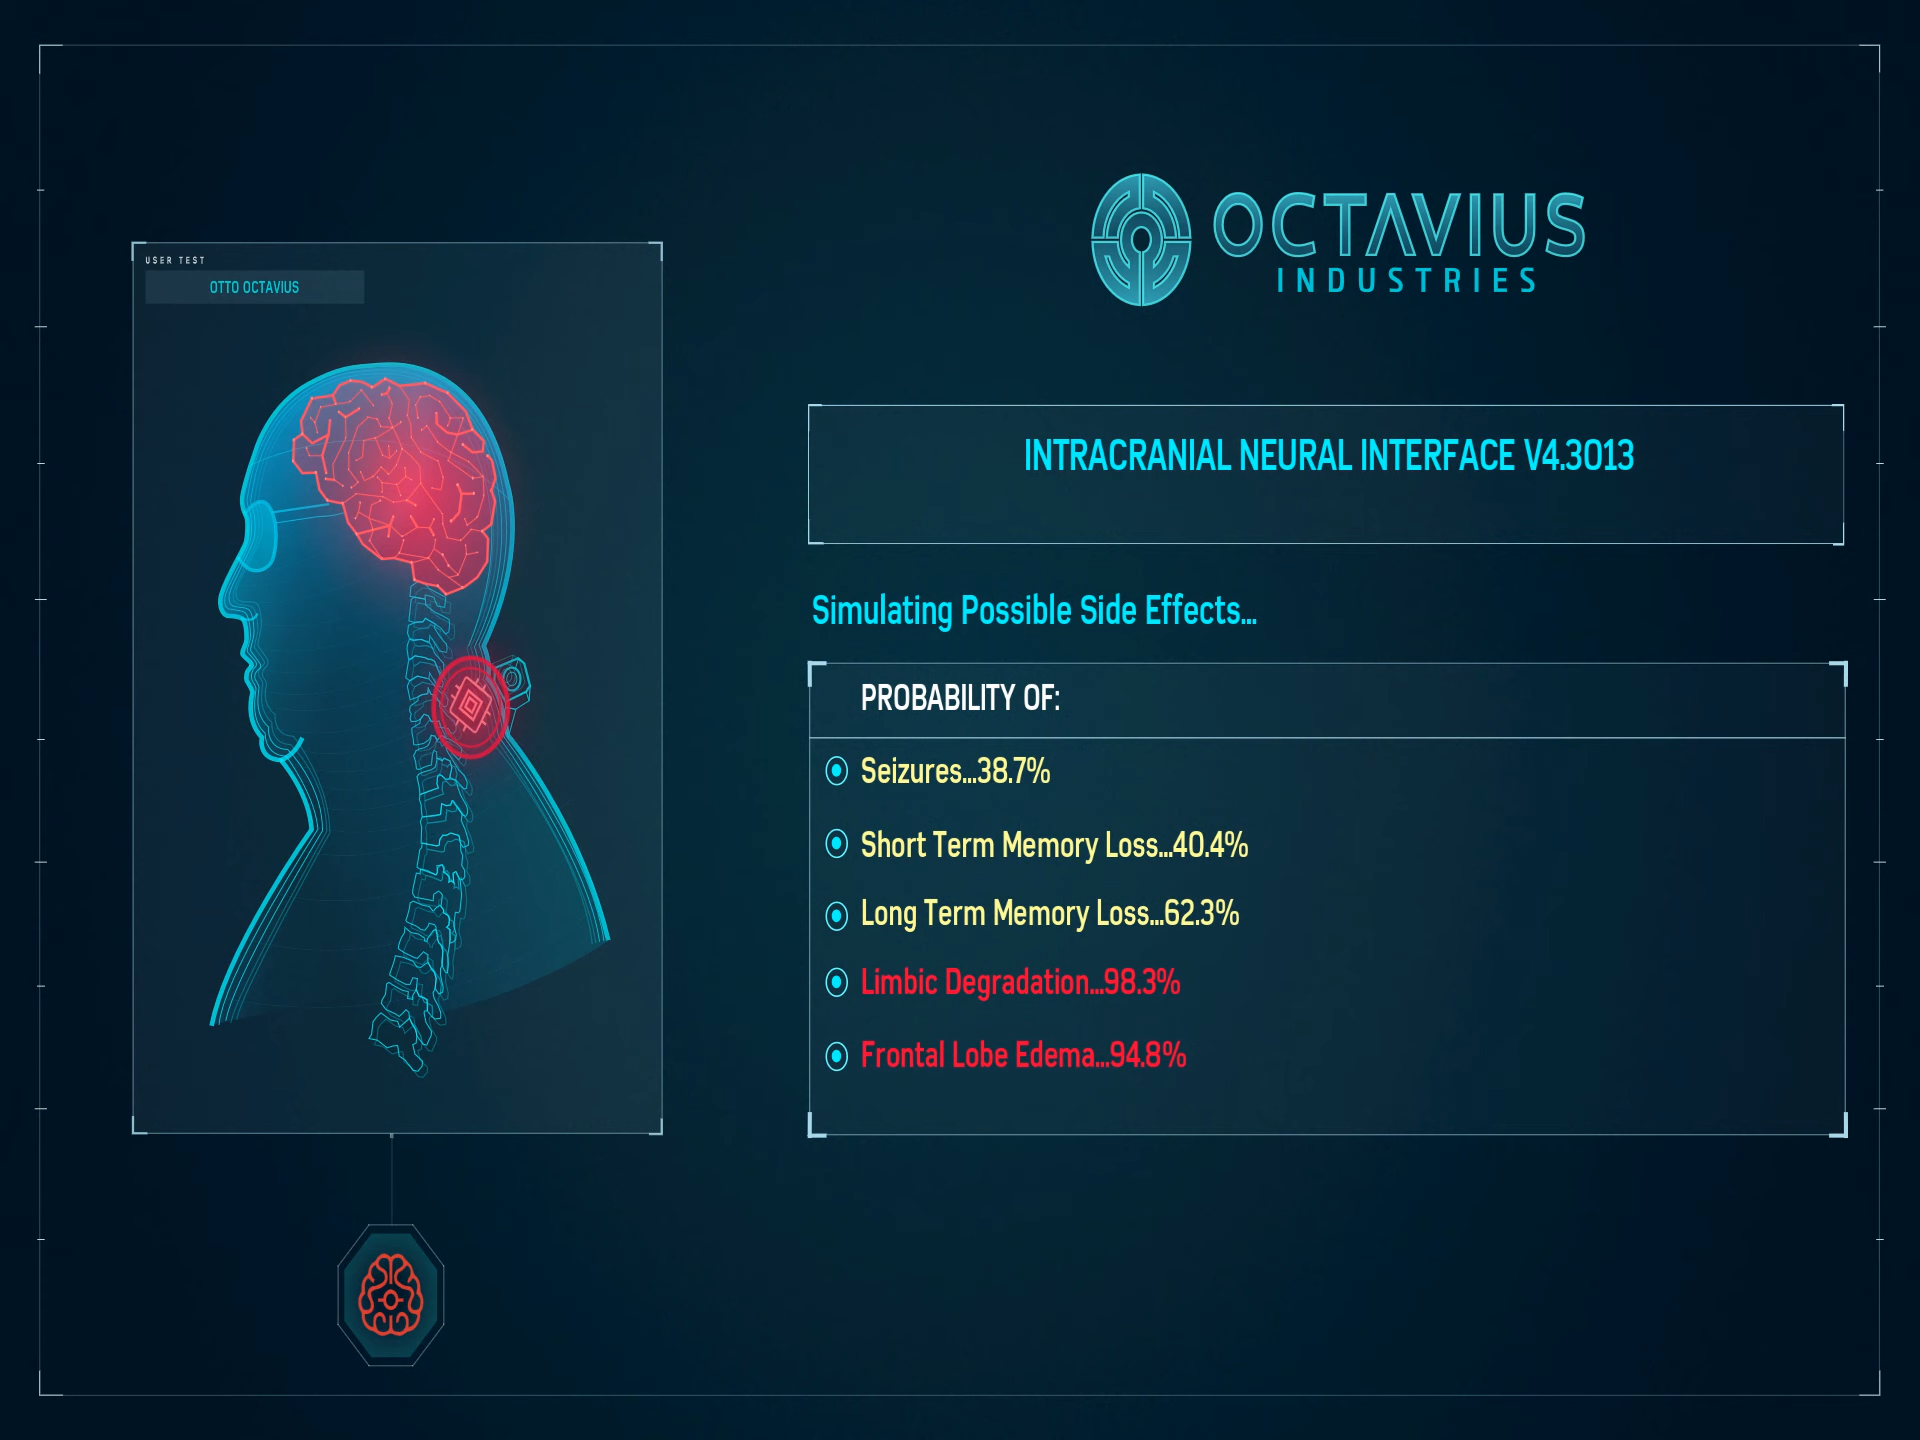 USER TEST
OTTO OCTAVIUS
OCTAVIUS
INDUSTRIES
INTRACRANIAL NEURAL INTERFACE V4.3013
Simulating Possible Side Effects...
PROBABILITY OF:
Seizures...38.7%
Short Term Memory Loss...40.4%
Long Term Memory Loss...62.3%
Limbic Degradation...98.3%
Frontal Lobe Edema...94.8%